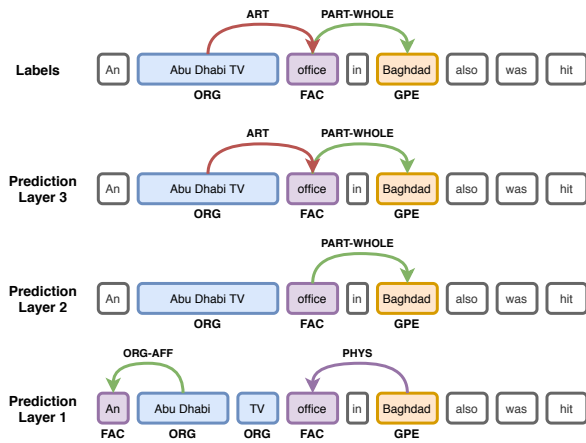 ART PART-WHOLE
Labels An Abu Dhabi TV office in Baghdad also was hit
ORG FAC GPE
ART PART-WHOLE
Prediction Layer 3 An Abu Dhabi TV office in Baghdad also was hit
ORG FAC GPE
PART-WHOLE
Prediction Layer 2 An Abu Dhabi TV office in Baghdad also was hit
ORG FAC GPE
ORG-AFF PHYS
Prediction Layer 1 An Abu Dhabi TV office in Baghdad also was hit
FAC ORG ORG FAC GPE